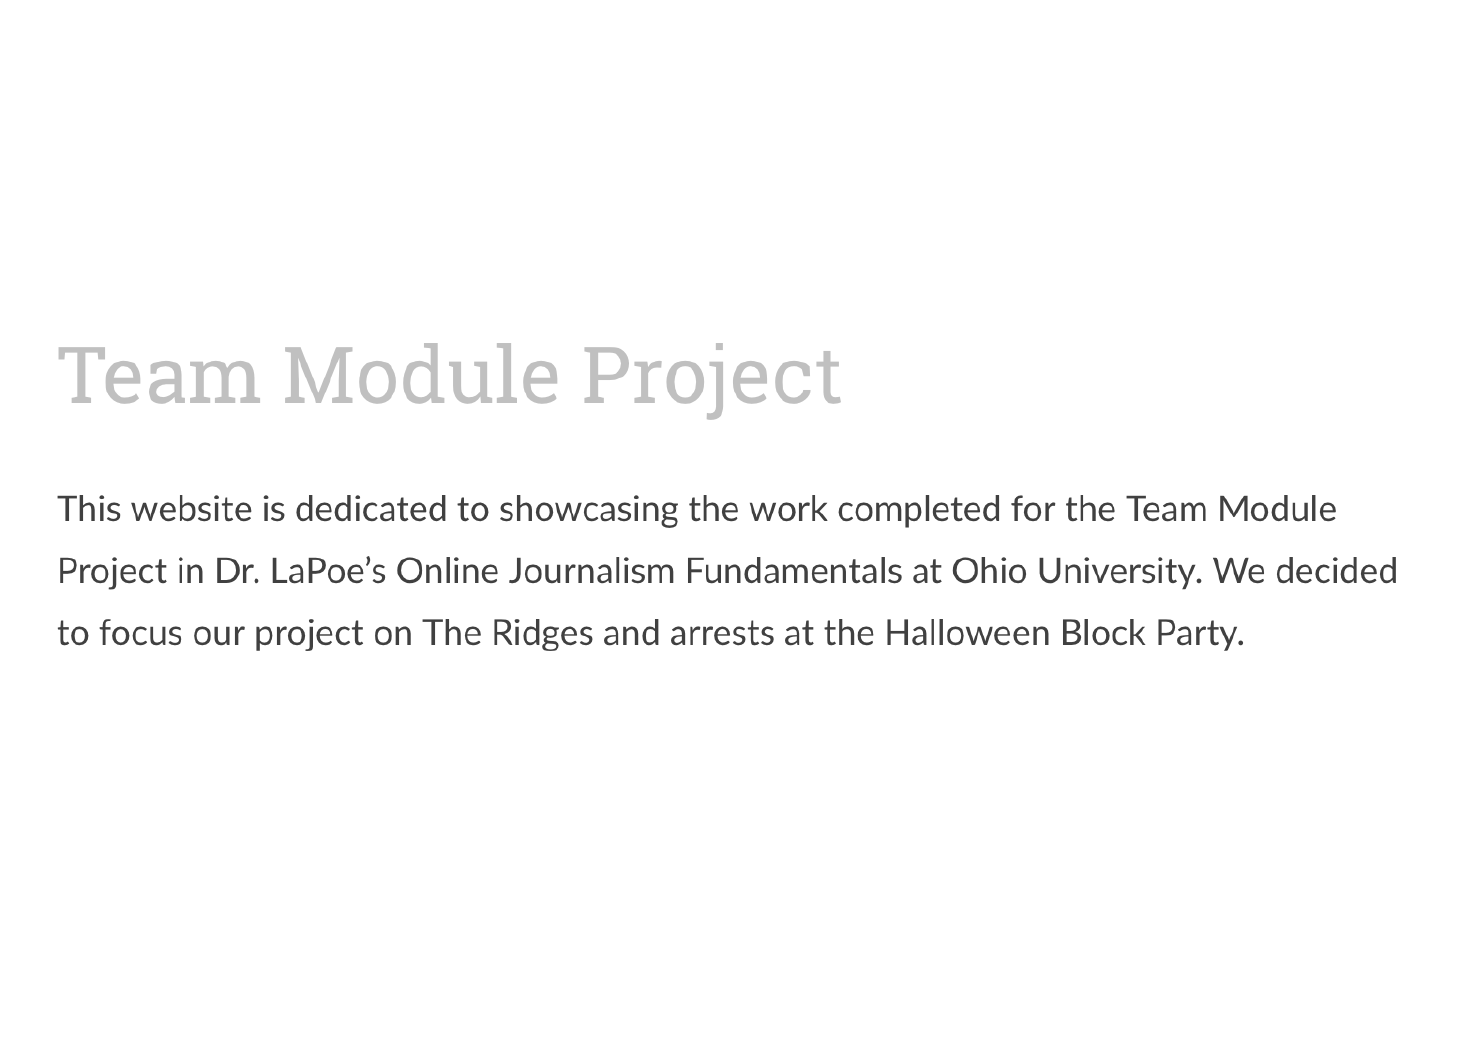 Team Module Project
This website is dedicated to showcasing the work completed for the Team Module
Project in Dr. LaPoe’s Online Journalism Fundamentals at Ohio University. We decided
to focus our project on The Ridges and arrests at the Halloween Block Party.